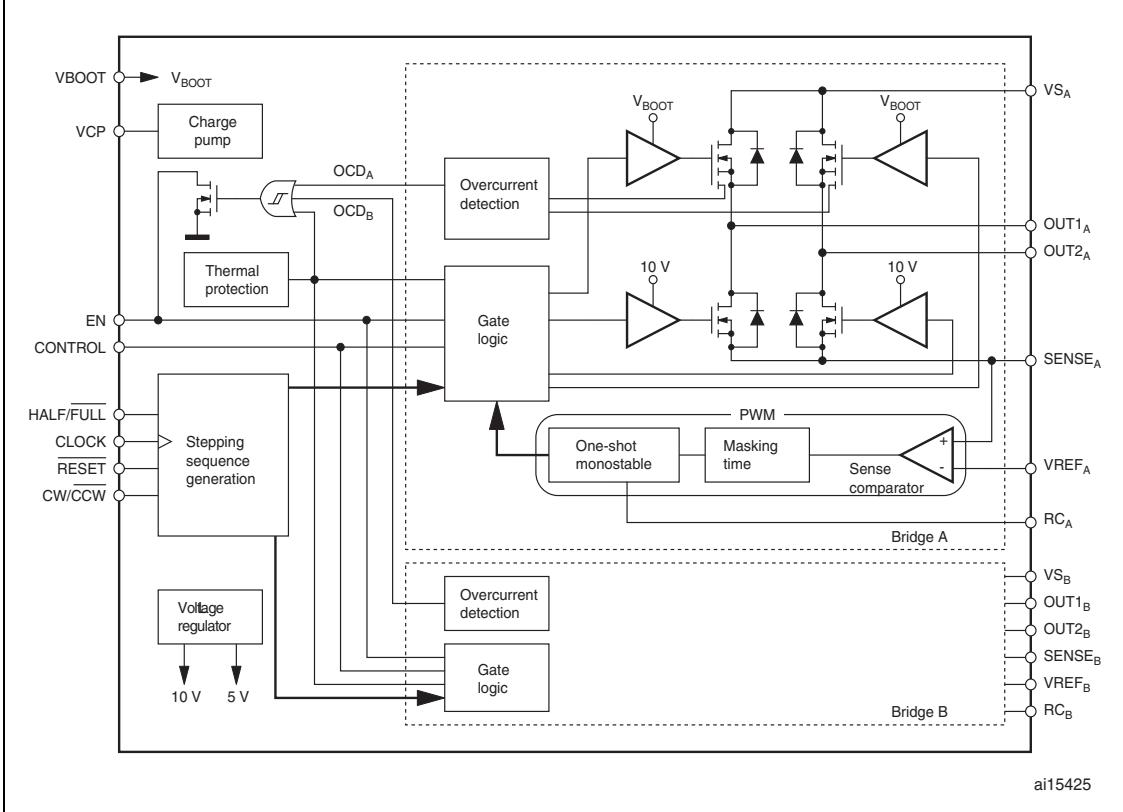 VBOOT
VBOOT
VCP
Charge
pump
OCDA
OCDB
Thermal
protection
EN
CONTROL
HALF/FULL
CLOCK
RESET
CW/CCW
Stepping
sequence
generation
Voltage
regulator
10 V
5 V
Overcurrent
detection
Gate
logic
VBOOT
VBOOT
10 V
10 V
PWM
One-shot
monostable
Masking
time
+
-
Sense
comparator
Bridge A
Overcurrent
detection
Gate
logic
Bridge B
VSA
OUT1A
OUT2A
SENSEA
VREFA
RCA
VSB
OUT1B
OUT2B
SENSEB
VREFB
RCB
ai15425